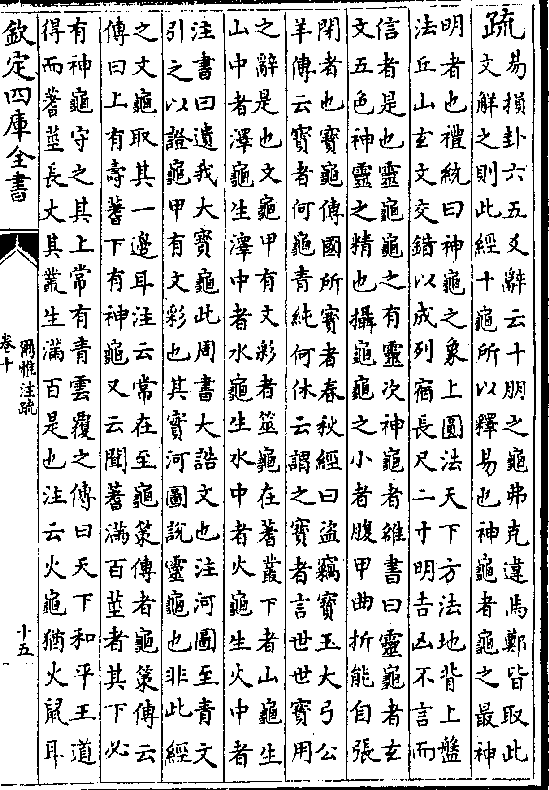 疏
易損卦六五爻辭云十朋之龜弗克違馬鄭皆取此
文解之則此經十龜所以釋易也神龜者龜之最神
明者也禮統曰神龜之象上圓法天下方法地背上盤
法丘山玄文交錯以成列宿長尺二寸明吉凶不言而
信者是也靈龜龜之有靈次神龜者雒書曰靈龜者玄
文五色神靈之精也攝龜龜之小者腹甲曲折能自張
閉者也寳龜傳國所寳者春秋經曰盜竊寳玉大弓公
羊傳云寳者何龜青純何休云謂之寳者言世世寳用
之辭是也文龜甲有文彩者筮龜在蓍叢下者山龜生
山中者澤龜生澤中者水龜生水中者火龜生火中者
注書曰遺我大寳龜此周書大誥文也注河圖至青文
引之以證龜甲有文彩也其實河圖說靈龜也非此經
之文龜取其一邊耳注云常在至龜策傳者龜策傳云
傳曰上有壽蓍下有神龜又云聞蓍滿百莖者其下必
有神龜守之其上常有青雲覆之傳曰天下和平王道
得而蓍莖長丈其叢生滿百是也注云火龜猶火鼠耳
欽定四庫全書
爾雅注疏
卷十
十五